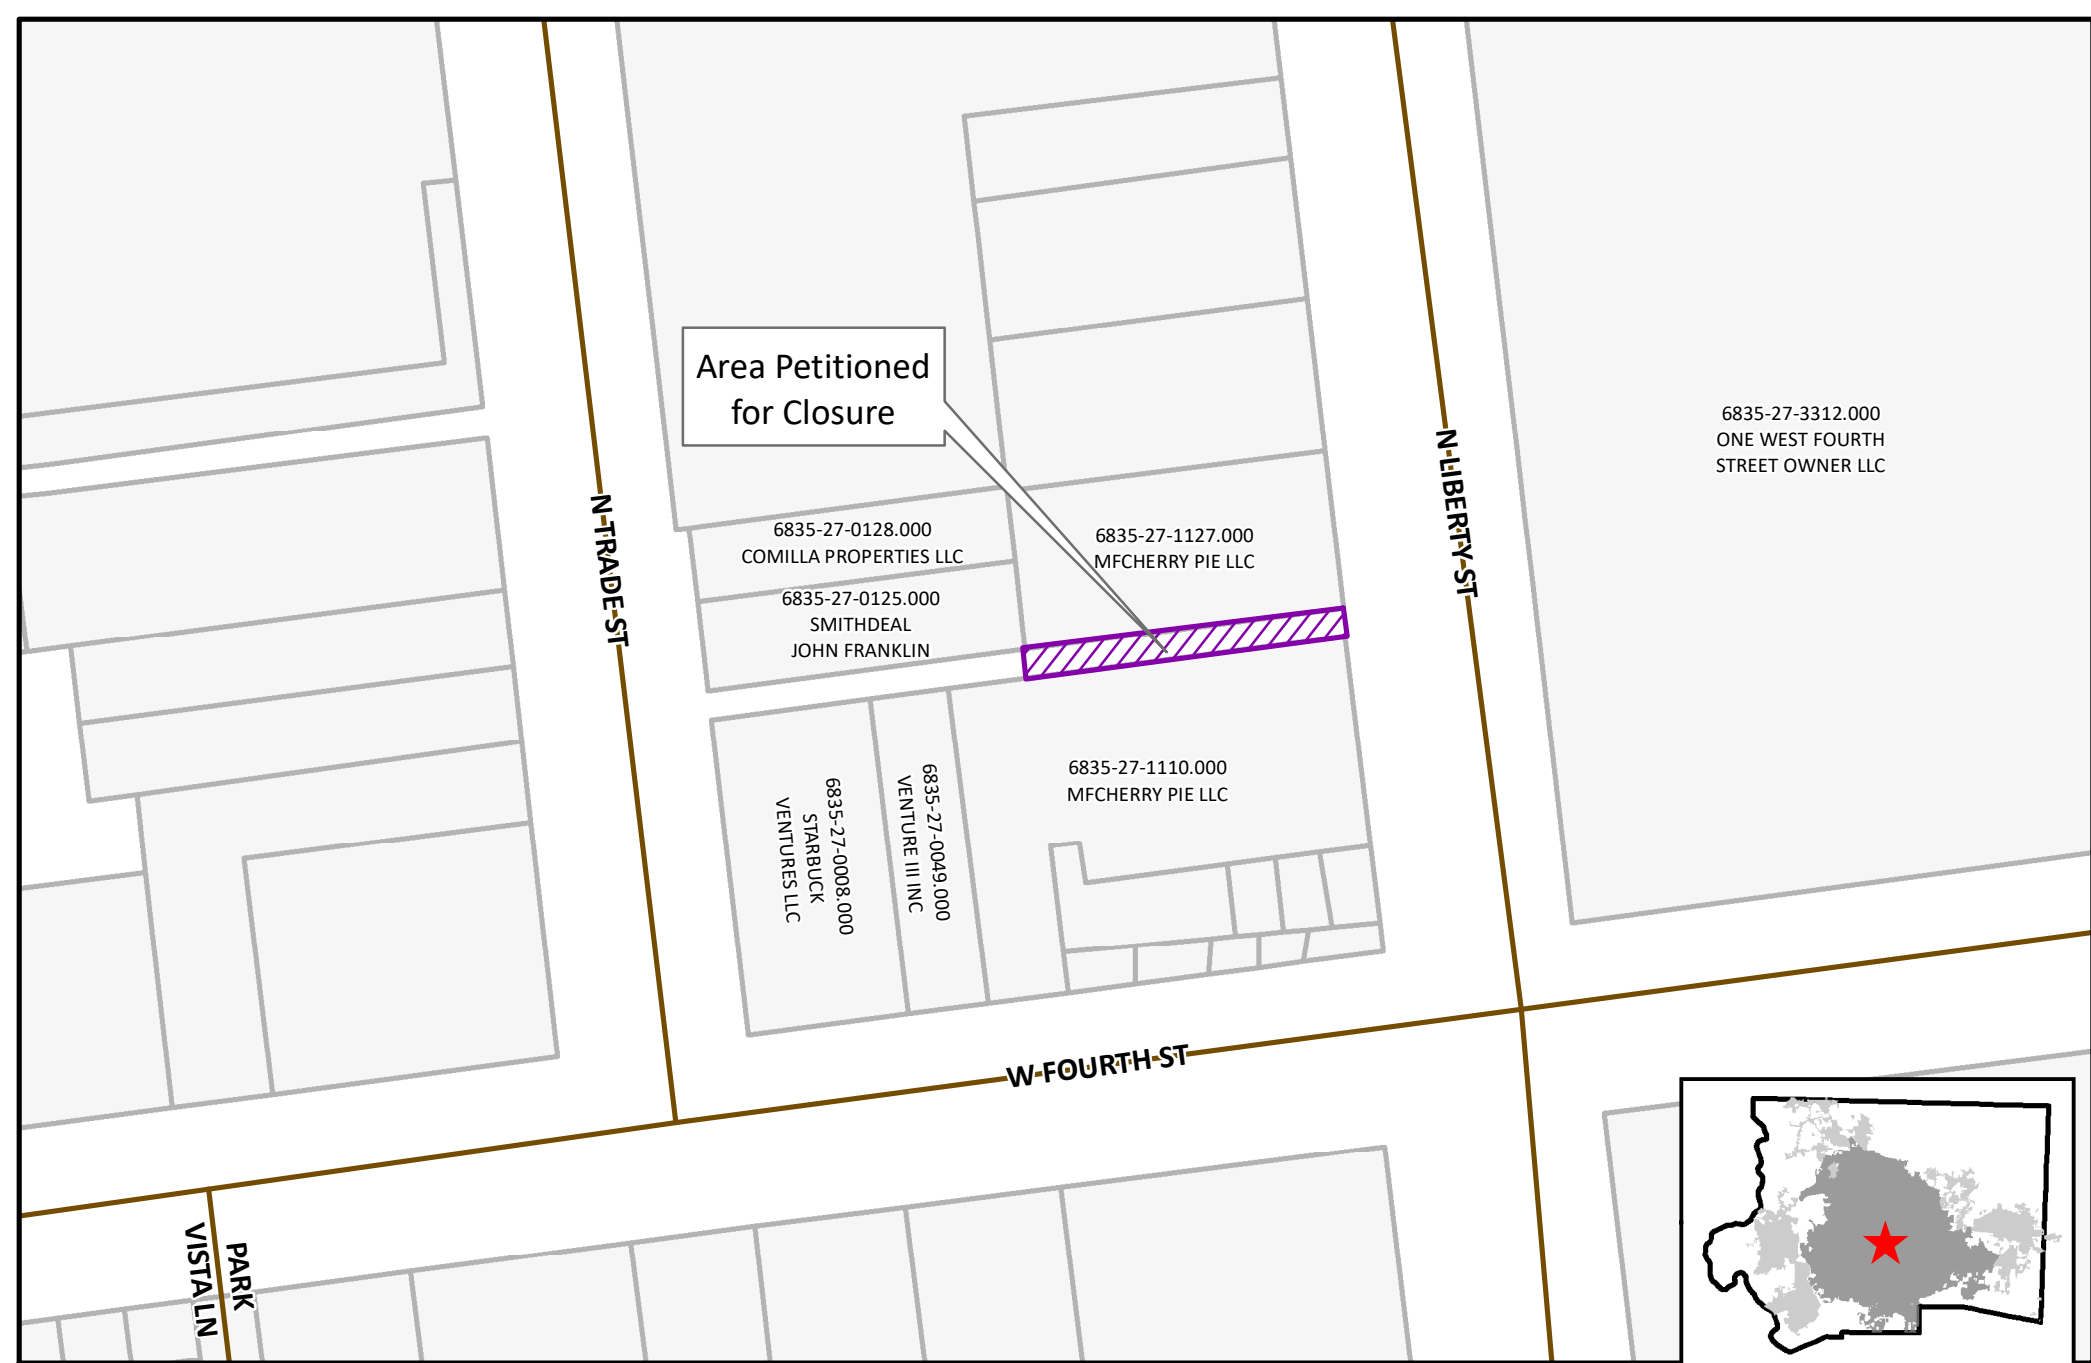 Area Petitioned
for Closure
6835-27-3312.000
ONE WEST FOURTH
STREET OWNER LLC
N LIBERTY ST
N TRADE ST
6835-27-0128.000
COMILLA PROPERTIES LLC
6835-27-1127.000
MFCHERRY PIE LLC
6835-27-0125.000
SMITHDEAL
JOHN FRANKLIN
6835-27-1110.000
MFCHERRY PIE LLC
6835-27-0008.000
STARBUCK
VENTURES LLC
6835-27-0049.000
VENTURE III INC
W FOURTH ST
PARK
VISTA LN